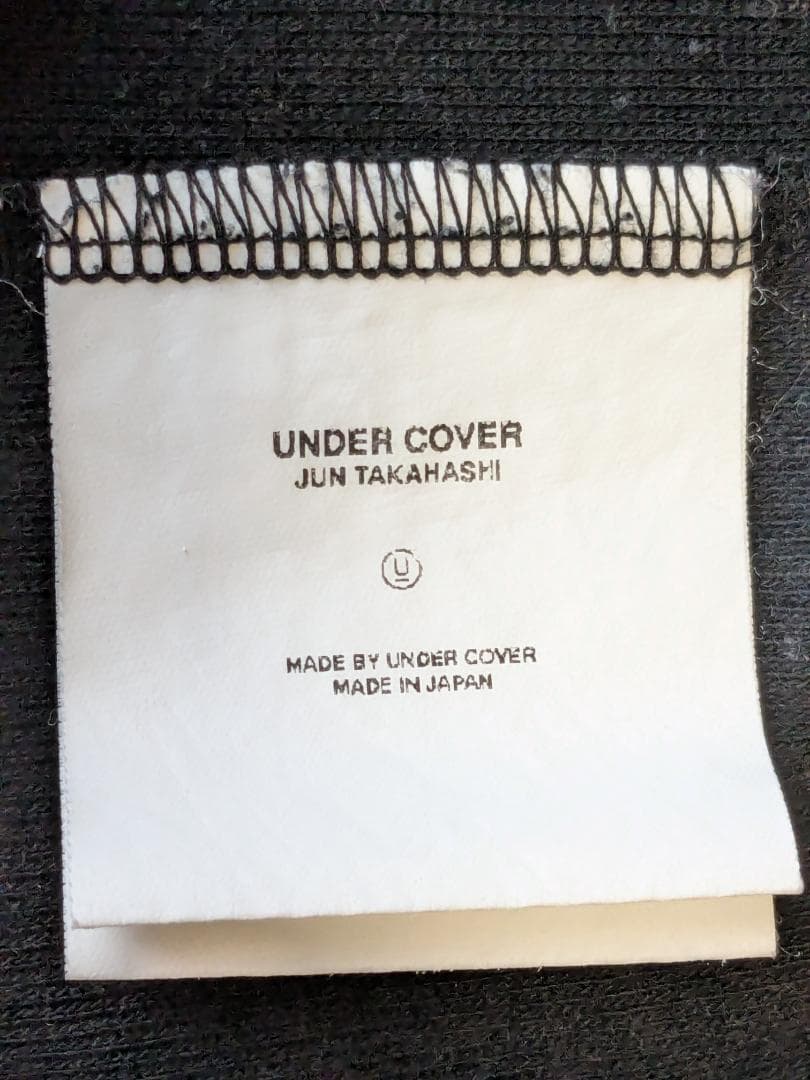 UNDER COVER
JUN TAKAHASHI
U
MADE BY UNDER COVER
MADE IN JAPAN